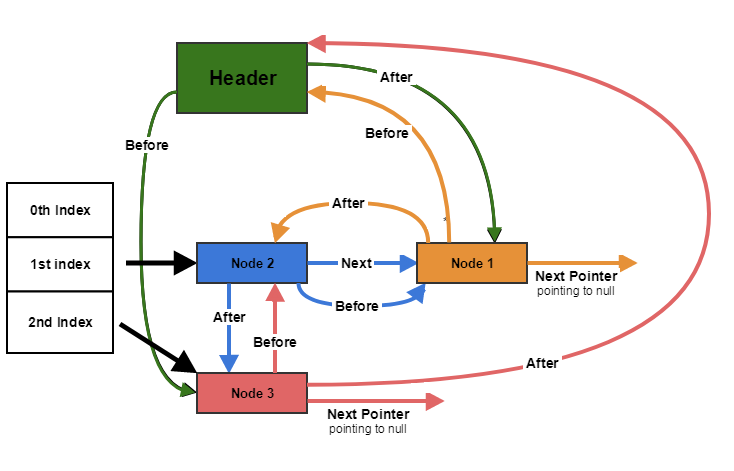 Header
After
Before
Before
0th Index
After
1st index
Node 2
Next
Node 1
Next Pointer
pointing to null
Before
2nd Index
After
Before
After
Node 3
Next Pointer
pointing to null